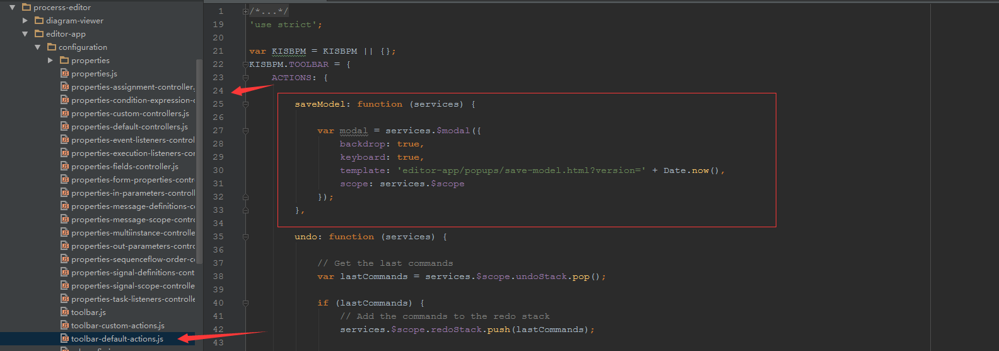 procerss-editor
diagram-viewer
editor-app
configuration
properties
properties.js
properties-assignment-controller.
properties-condition-expression-
properties-custom-controllers.js
properties-default-controllers.js
properties-event-listeners-control
properties-execution-listeners-co
properties-fields-controller.js
properties-form-properties-contr
properties-in-parameters-controll
properties-message-definitions-c
properties-message-scope-contr
properties-multiinstance-controlle
properties-out-parameters-contr
properties-sequenceflow-order-c
properties-signal-definitions-cont
properties-signal-scope-controlle
properties-task-listeners-controlle
toolbar.js
toolbar-custom-actions.js
toolbar-default-actions.js
1 /*...*/
19 'use strict';
20
21 var KISBPM = KISBPM || {};
22 KISBPM.TOOLBAR = {
23 ACTIONS: {
24
25 saveModel: function (services) {
26
27 var modal = services.$modal({
28 backdrop: true,
29 keyboard: true,
30 template: 'editor-app/popups/save-model.html?version=' + Date.now(),
31 scope: services.$scope
32 });
33 },
34
35 undo: function (services) {
36
37 // Get the last commands
38 var lastCommands = services.$scope.undoStack.pop();
39
40 if (lastCommands) {
41 // Add the commands to the redo stack
42 services.$scope.redoStack.push(lastCommands);
43